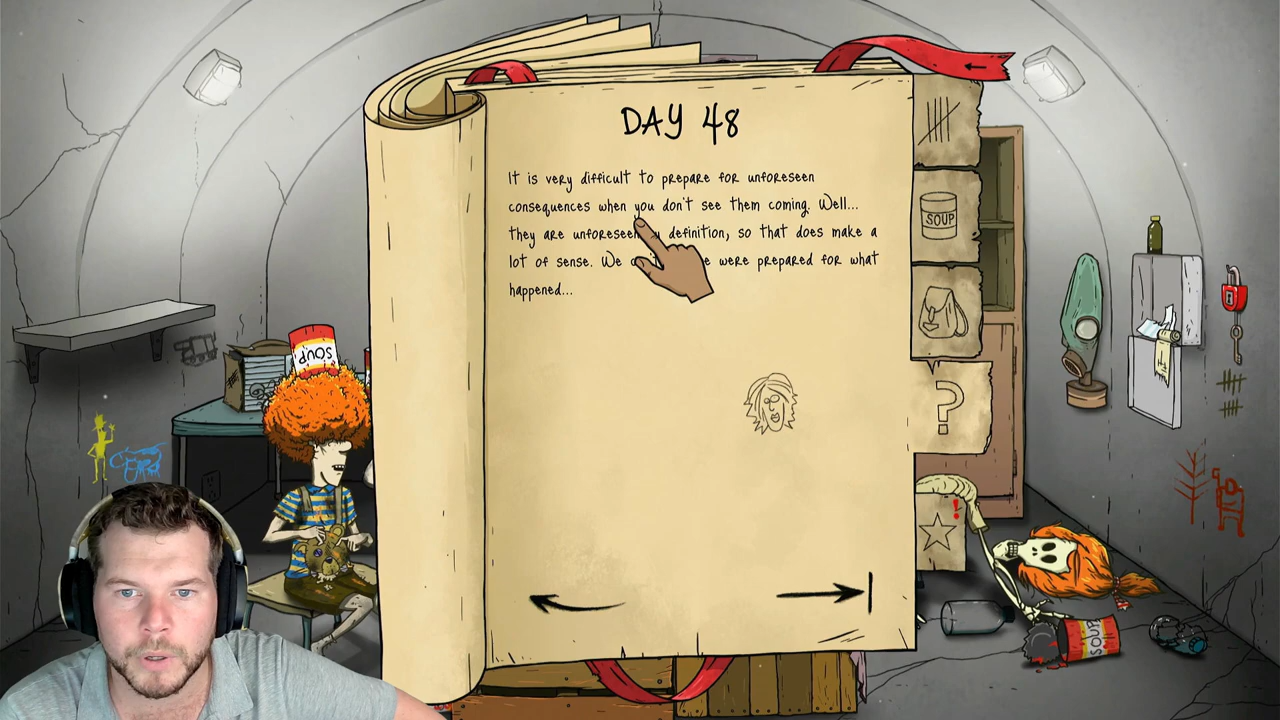 DAY 48
It is very difficult to prepare for unforeseen
consequences when you don't see them coming. Well...
they are unforeseen definition, so that does make a
lot of sense. We were prepared for what
happened...
SOUP
SOUP
SOUP